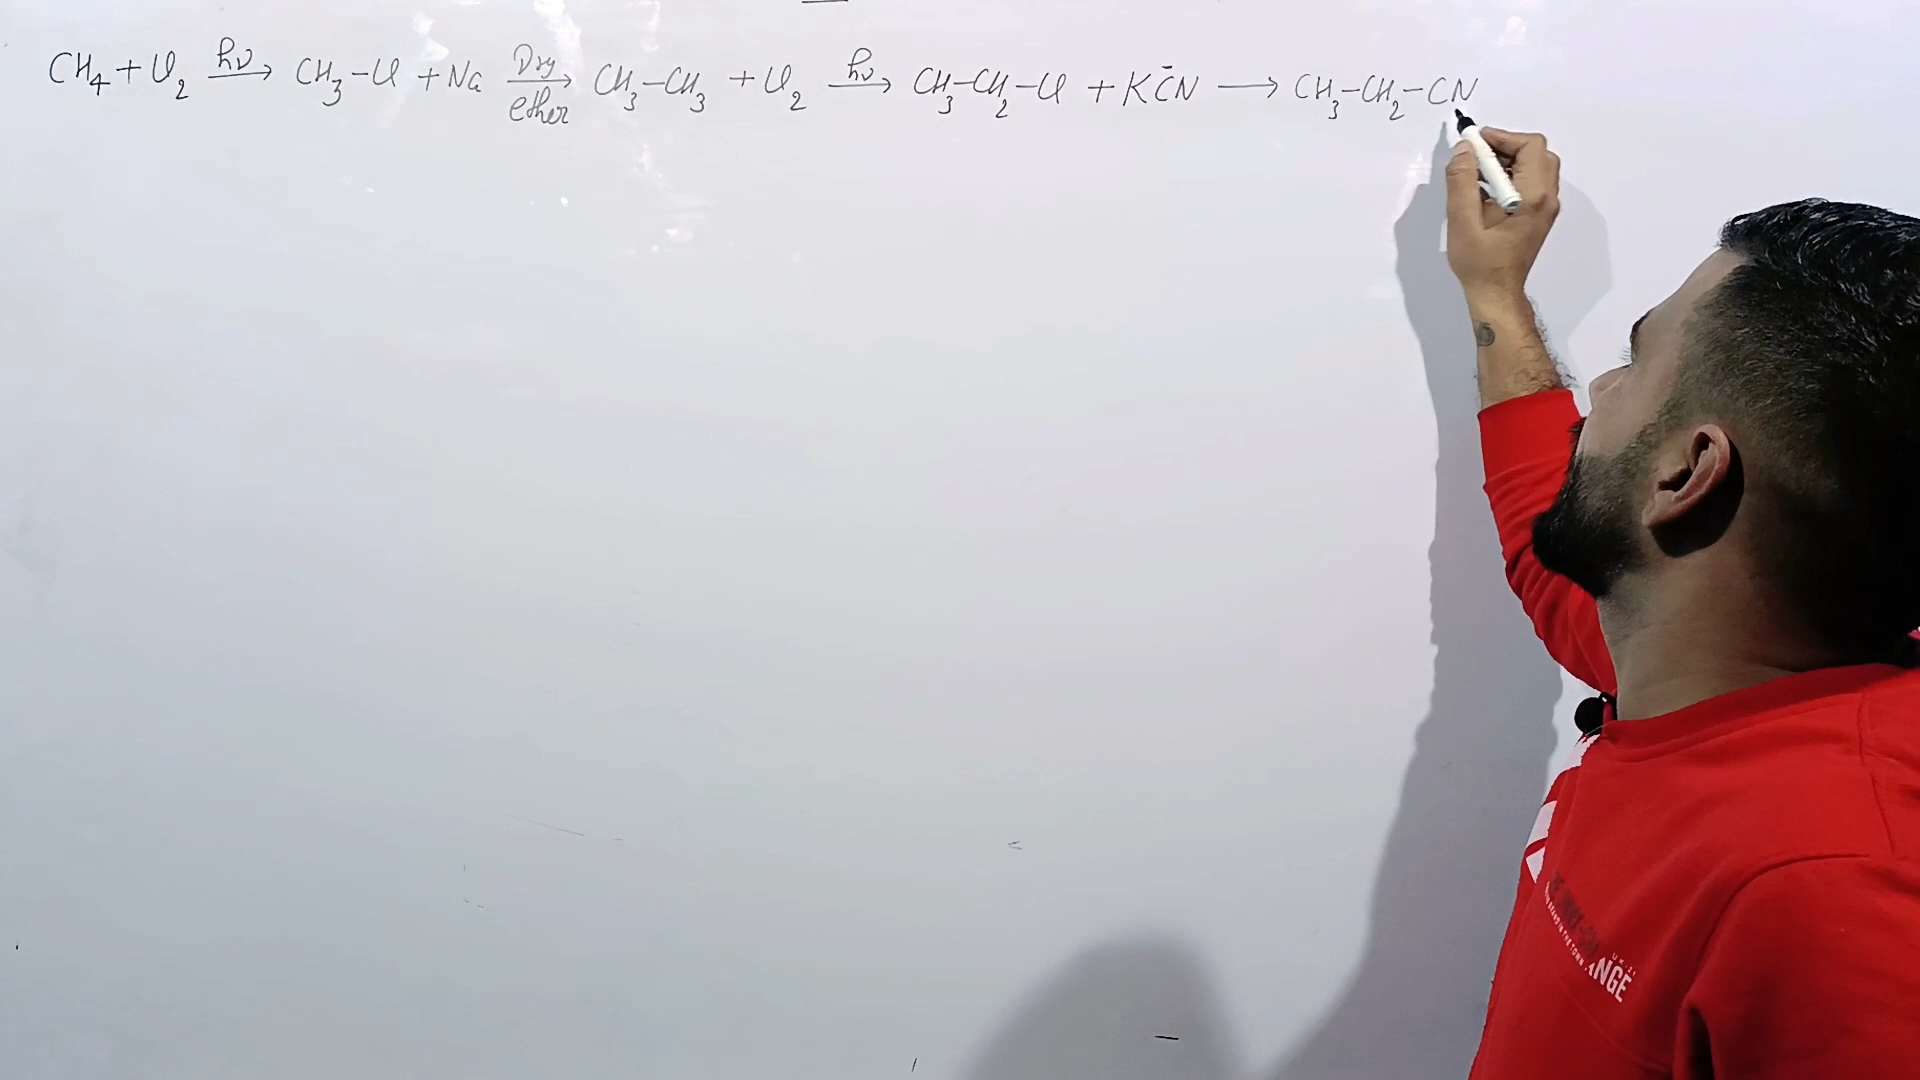 CH₄ + Cl₂ →(hν) CH₃-Cl + Na →(Dry ether) CH₃-CH₃ + Cl₂ →(hν) CH₃-CH₂-Cl + KC̄N → CH₃-CH₂-CN
ANGE